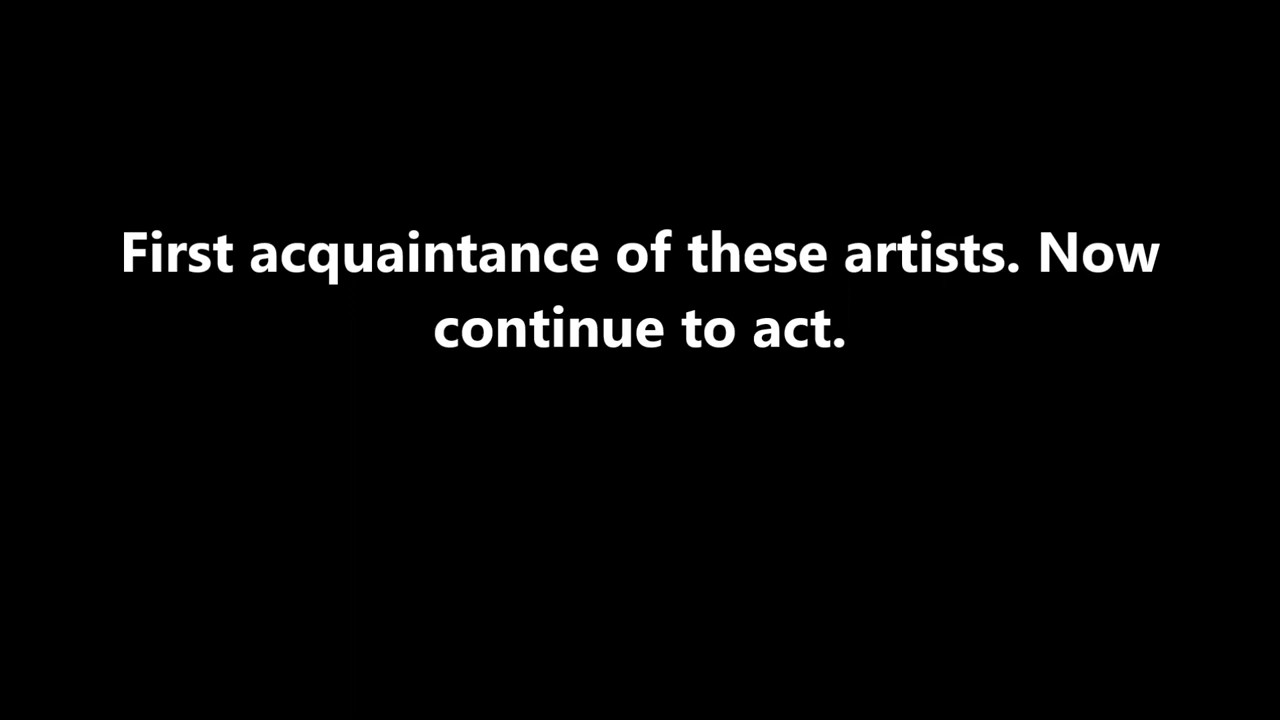 First acquaintance of these artists. Now
continue to act.